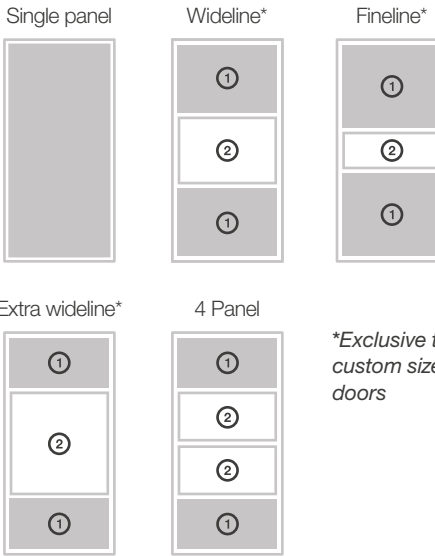 Single panel
Wideline*
Fineline*
1
1
2
2
1
1
Extra wideline*
4 Panel
*Exclusive
custom size
doors
1
1
2
2
2
1
1